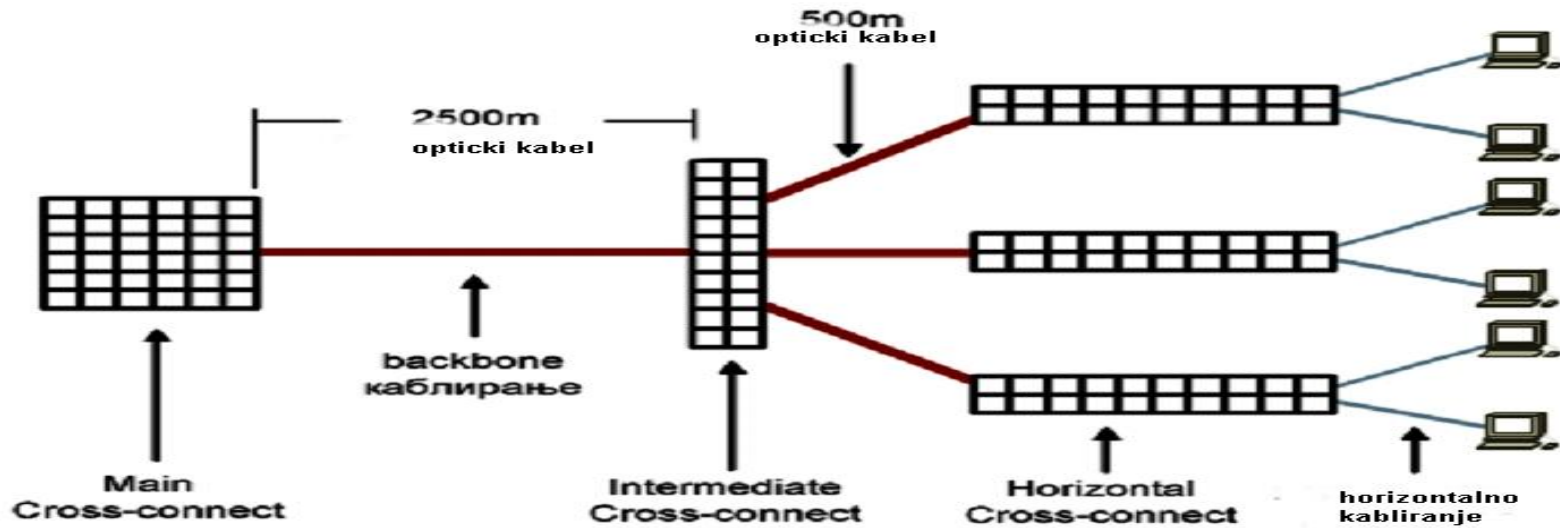 500m
opticki kabel
2500m
opticki kabel
backbone
каблирање
Main
Cross-connect
Intermediate
Cross-connect
Horizontal
Cross-connect
horizontalno
kabliranje